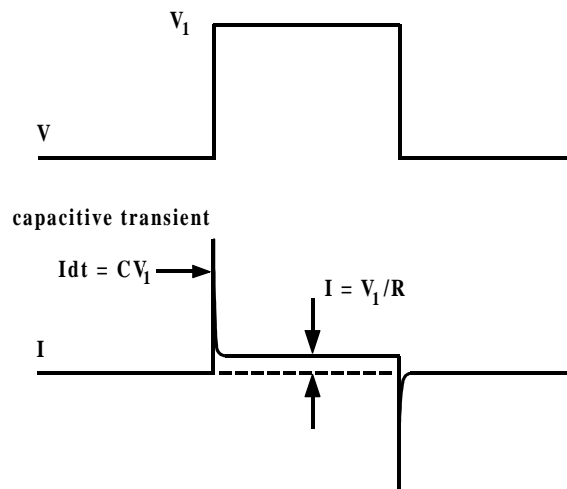 V₁
V
capacitive transient
Idt = CV₁
I = V₁/R
I